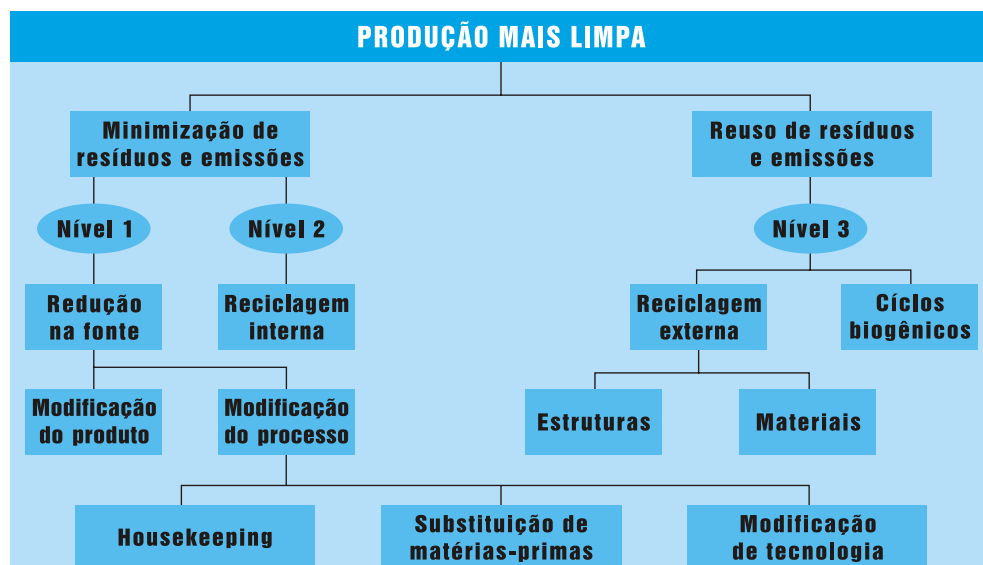 PRODUÇÃO MAIS LIMPA
Minimização de
resíduos e emissões
Reuso de resíduos
e emissões
Nível 1
Nível 2
Nível 3
Redução
na fonte
Reciclagem
interna
Reciclagem
externa
Cíclos
biogênicos
Modificação
do produto
Modificação
do processo
Estruturas
Materiais
Housekeeping
Substituição de
matérias-primas
Modificação
de tecnologia